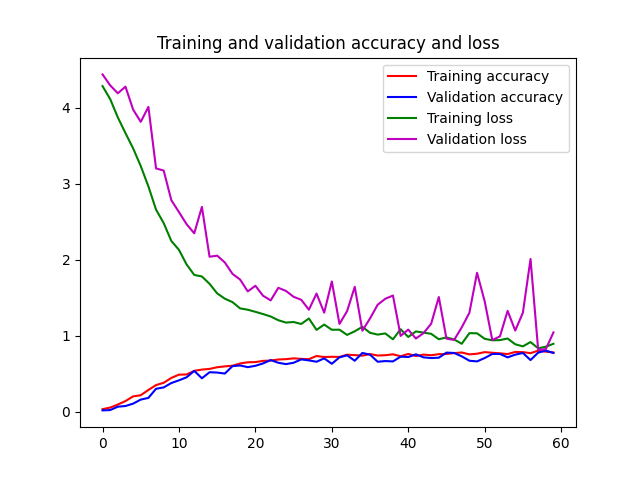 Training and validation accuracy and loss
Training accuracy
Validation accuracy
Training loss
Validation loss
4
3
2
1
0
0 10 20 30 40 50 60